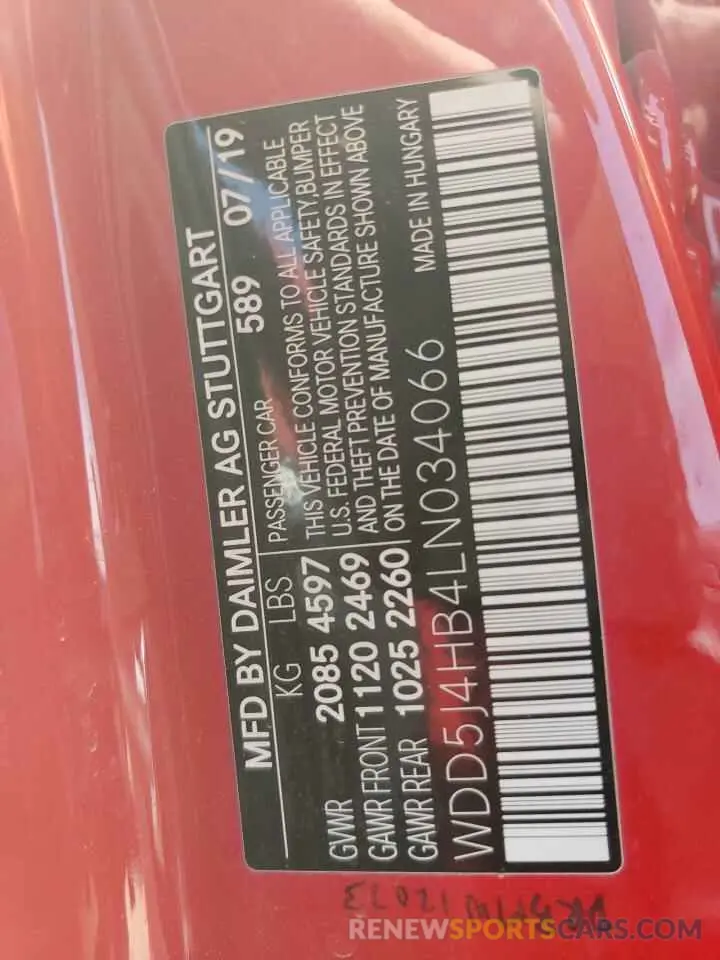 MFD BY DAIMLER AG STUTTGART
589 07/19
KG LBS PASSENGER CAR
GVWR 2085 4597
GAWR FRONT 1120 2469
GAWR REAR 1025 2260
THIS VEHICLE CONFORMS TO ALL APPLICABLE
U.S. FEDERAL MOTOR VEHICLE SAFETY,BUMPER
AND THEFT PREVENTION STANDARDS IN EFFECT
ON THE DATE OF MANUFACTURE SHOWN ABOVE
MADE IN HUNGARY
WDD5J4HB4LN034066
RENEWSPORTSCARS.COM